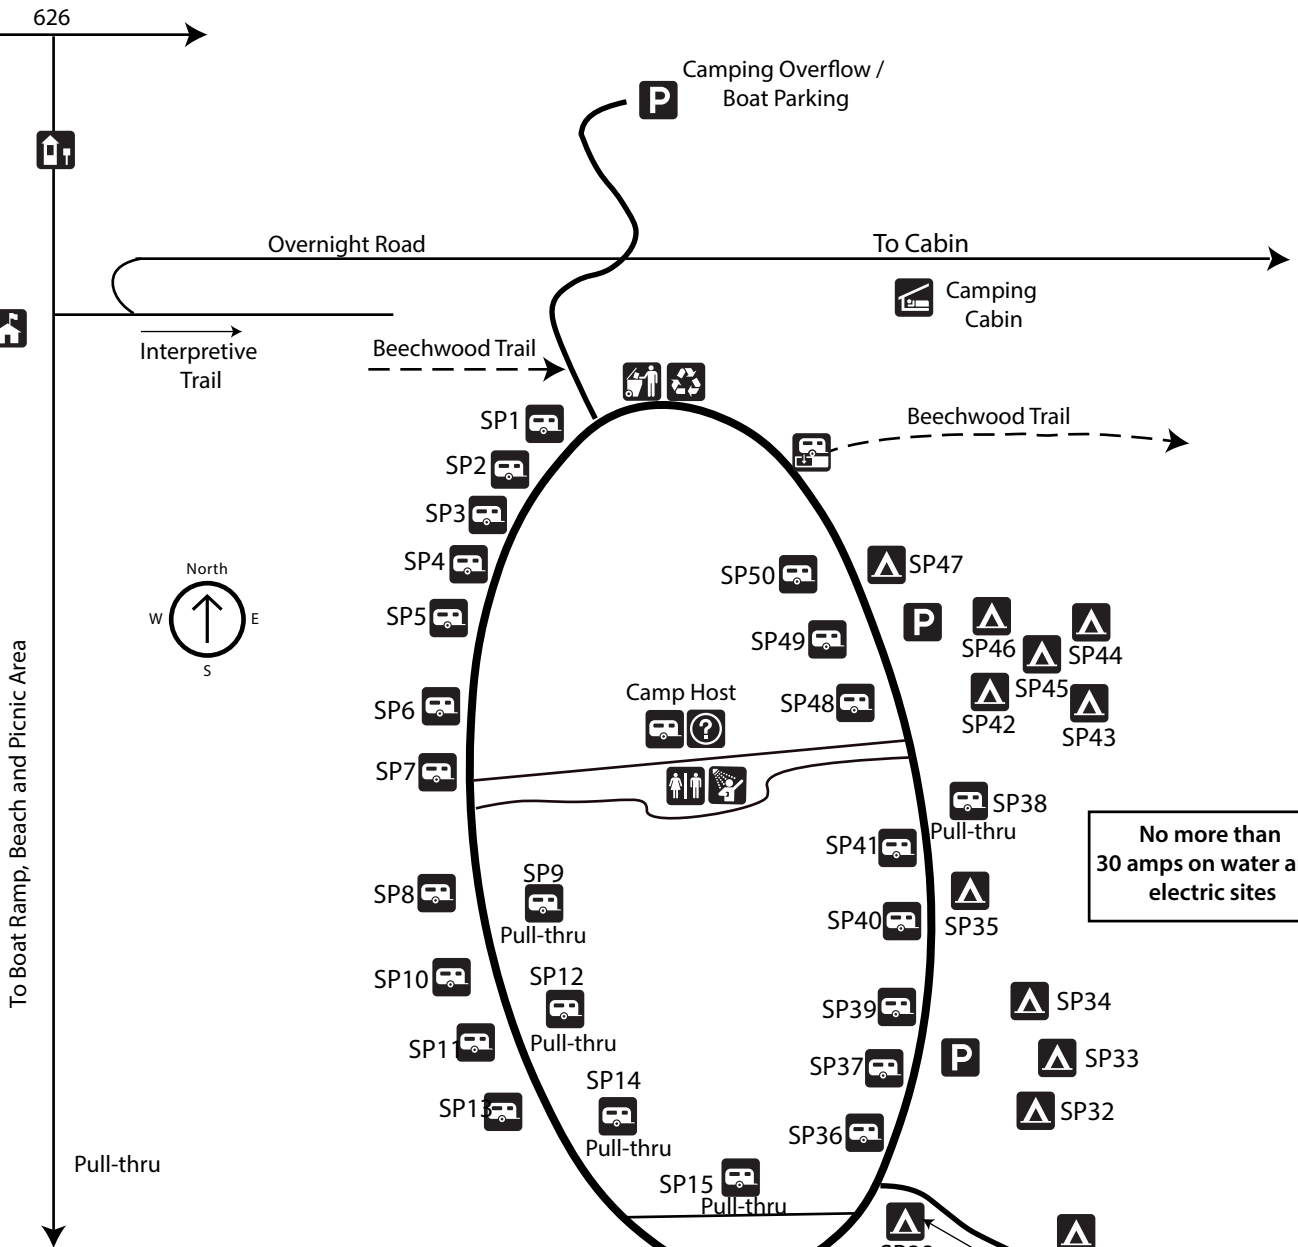 626
Camping Overflow /
Boat Parking
P
Overnight Road
To Cabin
Camping
Cabin
Interpretive
Trail
Beechwood Trail
Beechwood Trail
SP1
SP2
SP3
SP4
SP5
SP6
SP7
North
W
E
S
SP50
SP47
P
SP49
SP46
SP44
SP45
SP48
SP42
SP43
Camp Host
?
SP38
Pull-thru
SP41
No more than
30 amps on water a
electric sites
SP8
SP9
Pull-thru
SP40
SP35
SP10
SP12
Pull-thru
SP39
SP34
SP11
SP37
P
SP33
SP13
SP14
Pull-thru
SP36
SP32
SP15
Pull-thru
Pull-thru
To Boat Ramp, Beach and Picnic Area